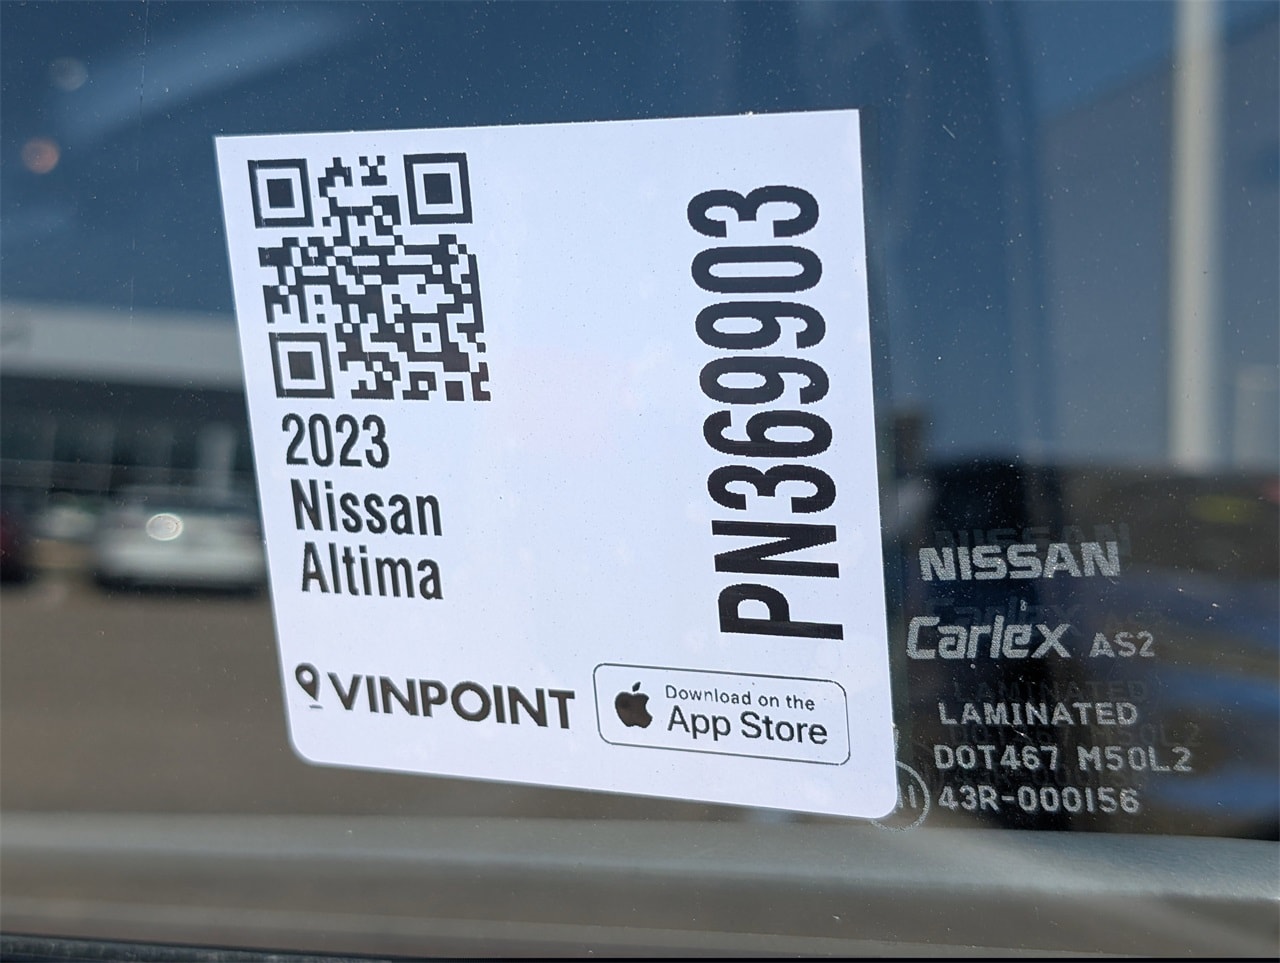 2023
Nissan
Altima
PN369903
VINPOINT
Download on the
App Store
NISSAN
Carlex AS2
LAMINATED
DOT467 M50L2
43R-000156